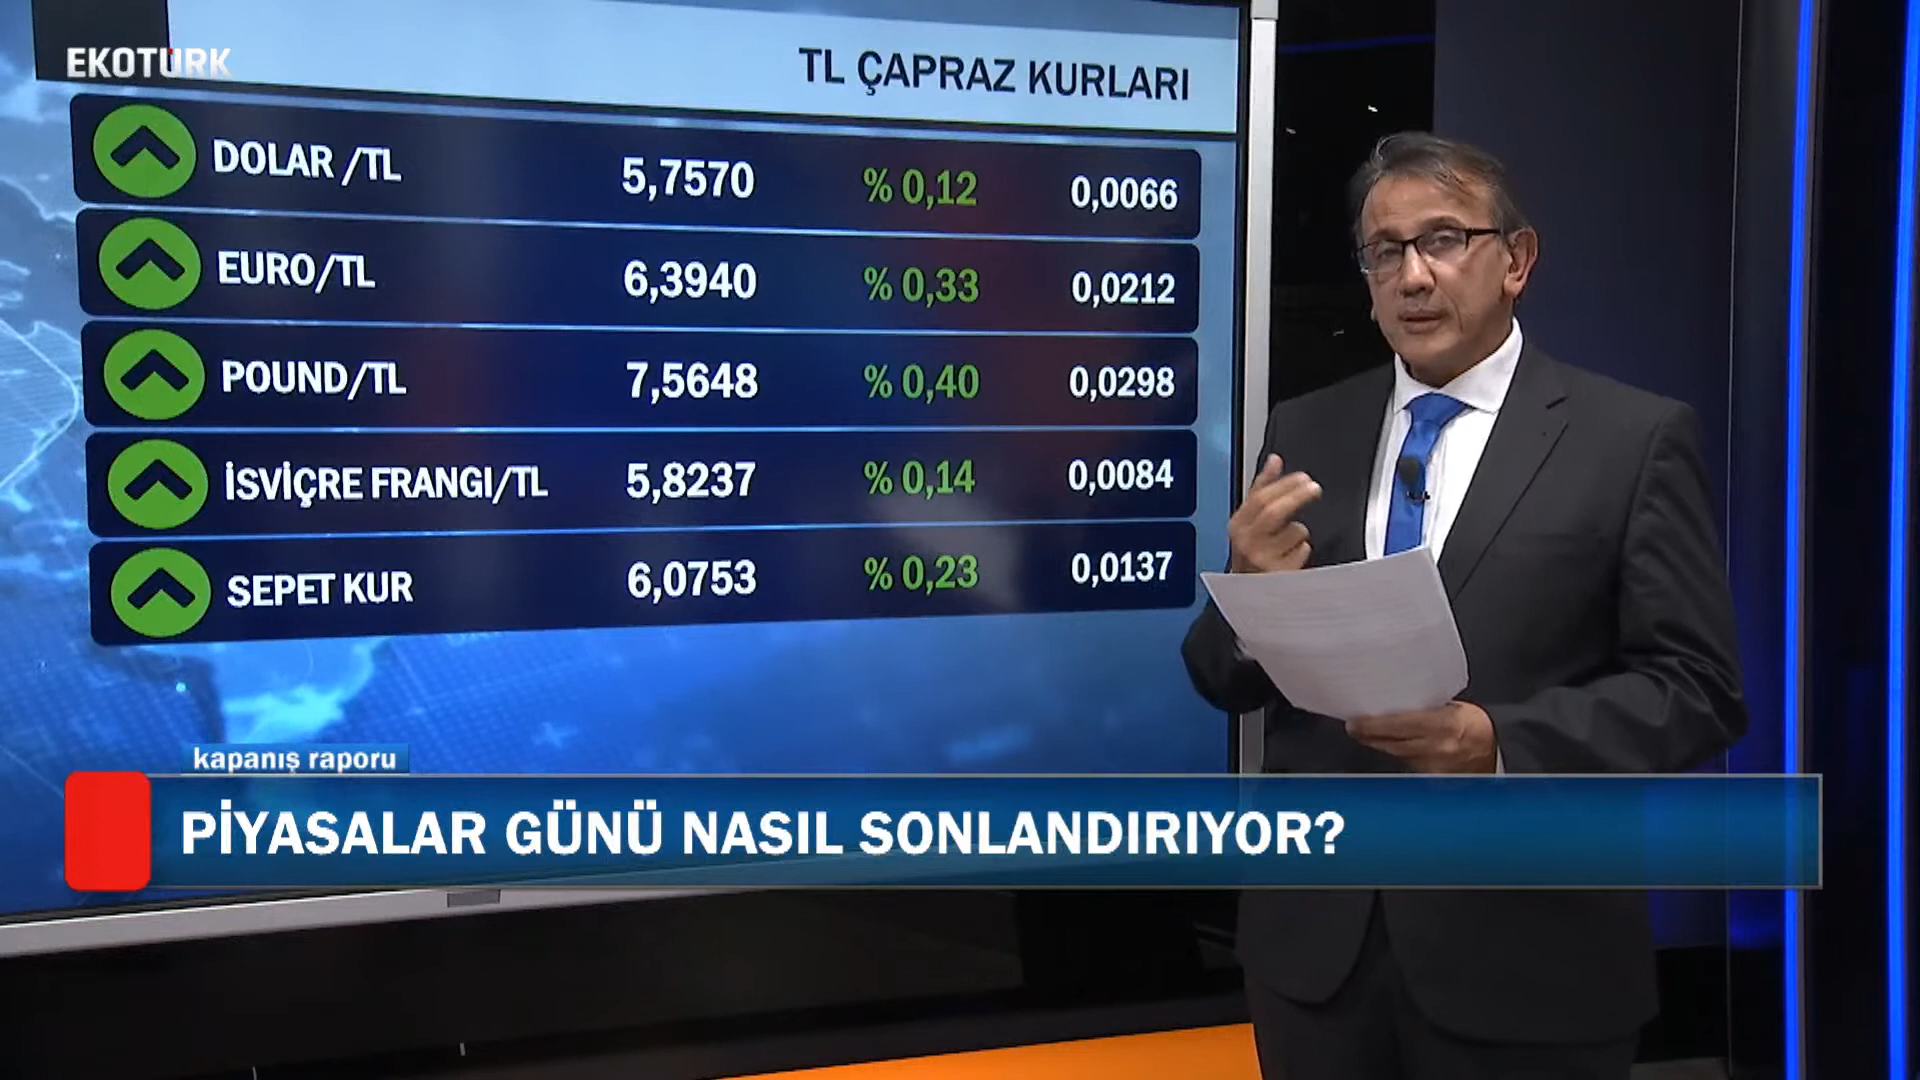 EKOTÜRK
TL ÇAPRAZ KURLARI
DOLAR /TL 5,7570 % 0,12 0,0066
EURO/TL 6,3940 % 0,33 0,0212
POUND/TL 7,5648 % 0,40 0,0298
İSVİÇRE FRANGI/TL 5,8237 % 0,14 0,0084
SEPET KUR 6,0753 % 0,23 0,0137
kapanış raporu
PİYASALAR GÜNÜ NASIL SONLANDIRIYOR?